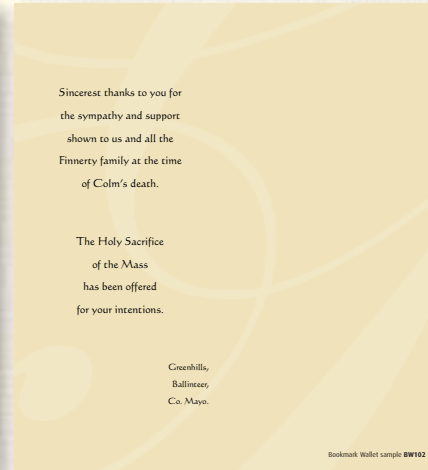 Sincerest thanks to you for
the sympathy and support
shown to us and all the
Finnerty family at the time
of Colm's death.
The Holy Sacrifice
of the Mass
has been offered
for your intentions.
Greenhills,
Ballinteer,
Co. Mayo.
Bookmark Wallet sample BW102